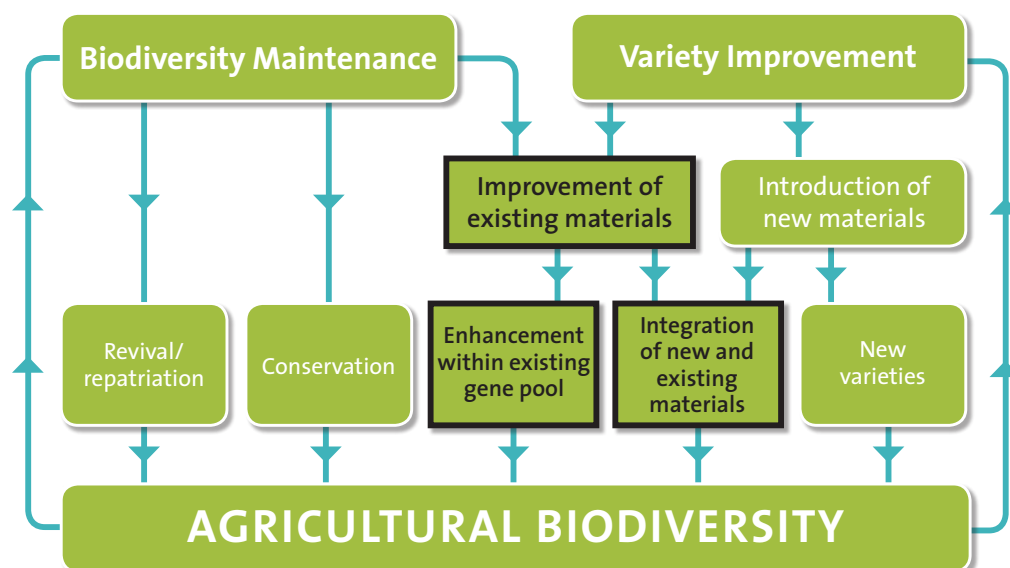 Biodiversity Maintenance
Variety Improvement
Improvement of
existing materials
Introduction of
new materials
Revival/
repatriation
Conservation
Enhancement
within existing
gene pool
Integration
of new and
existing
materials
New
varieties
AGRICULTURAL BIODIVERSITY